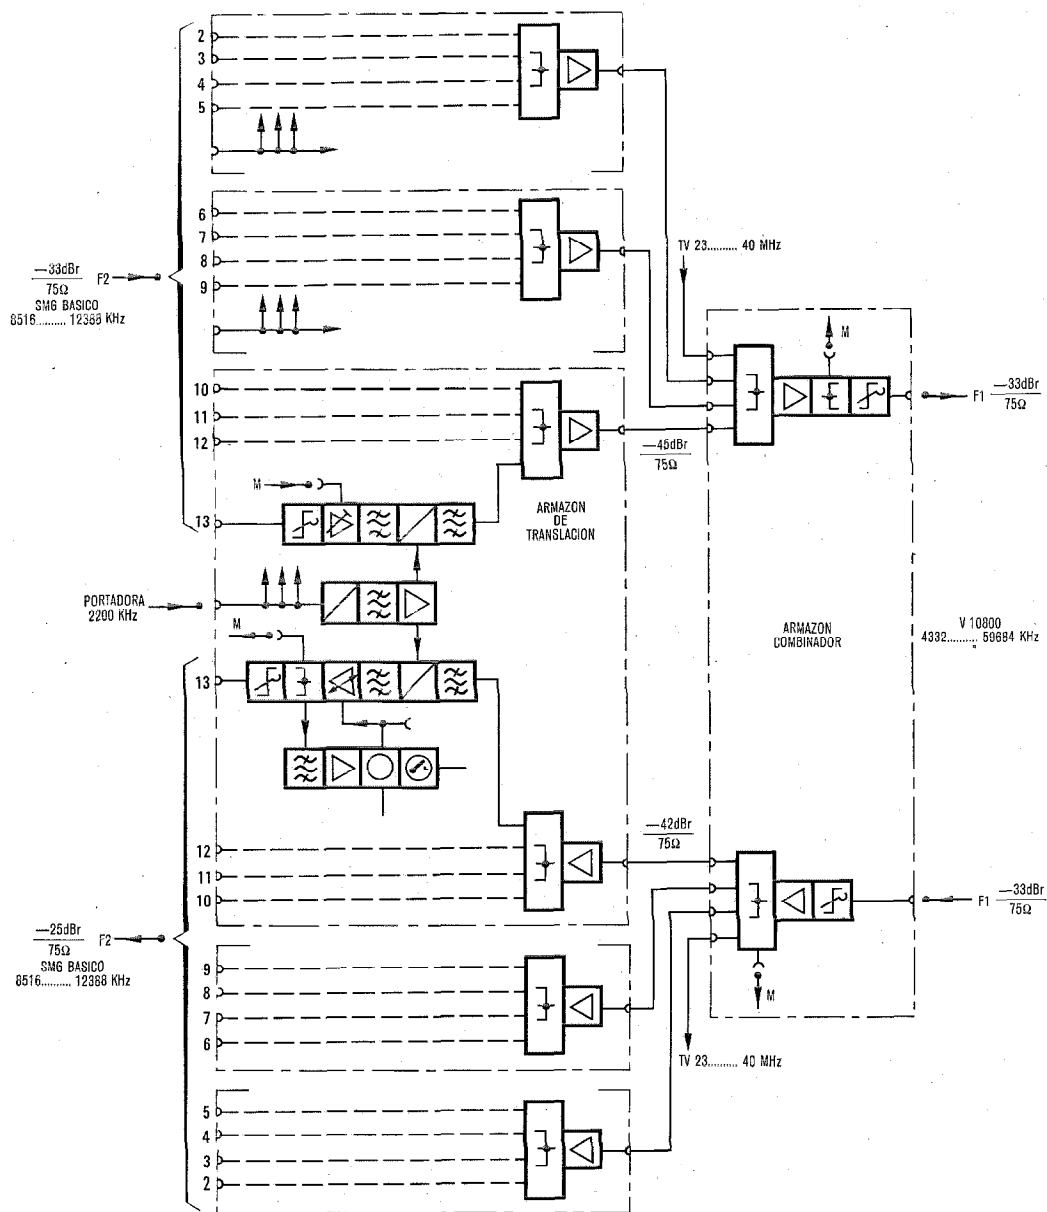 2
3
4
5
6
7
8
9
—33dBr
75Ω
F2
SMG BASICO
8516.......... 12388 KHz
TV 23.......... 40 MHz
M
F1
—33dBr
75Ω
10
11
12
—45dBr
75Ω
M
13
ARMAZON
DE
TRANSLACION
PORTADORA
2200 KHz
M
ARMAZON
COMBINADOR
V 10800
4332.......... 59684 KHz
13
12
11
10
—42dBr
75Ω
F1
—33dBr
75Ω
—25dBr
75Ω
F2
SMG BASICO
8516.......... 12388 KHz
9
8
7
6
M
TV 23.......... 40 MHz
5
4
3
2